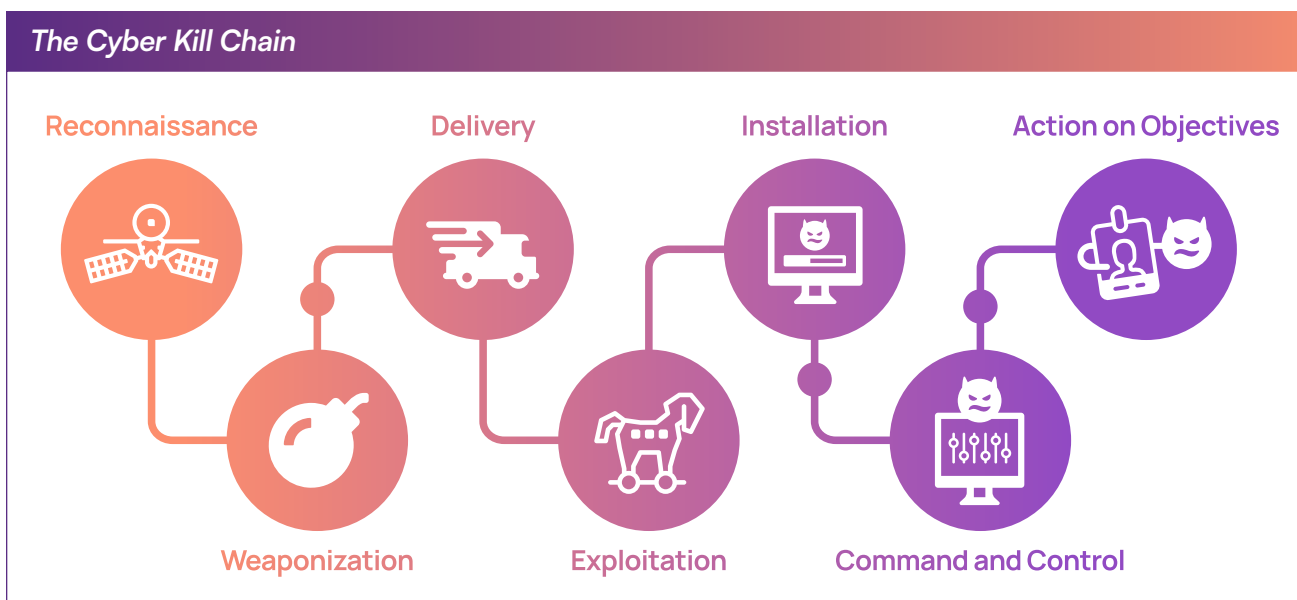 The Cyber Kill Chain
Reconnaissance
Weaponization
Delivery
Exploitation
Installation
Command and Control
Action on Objectives